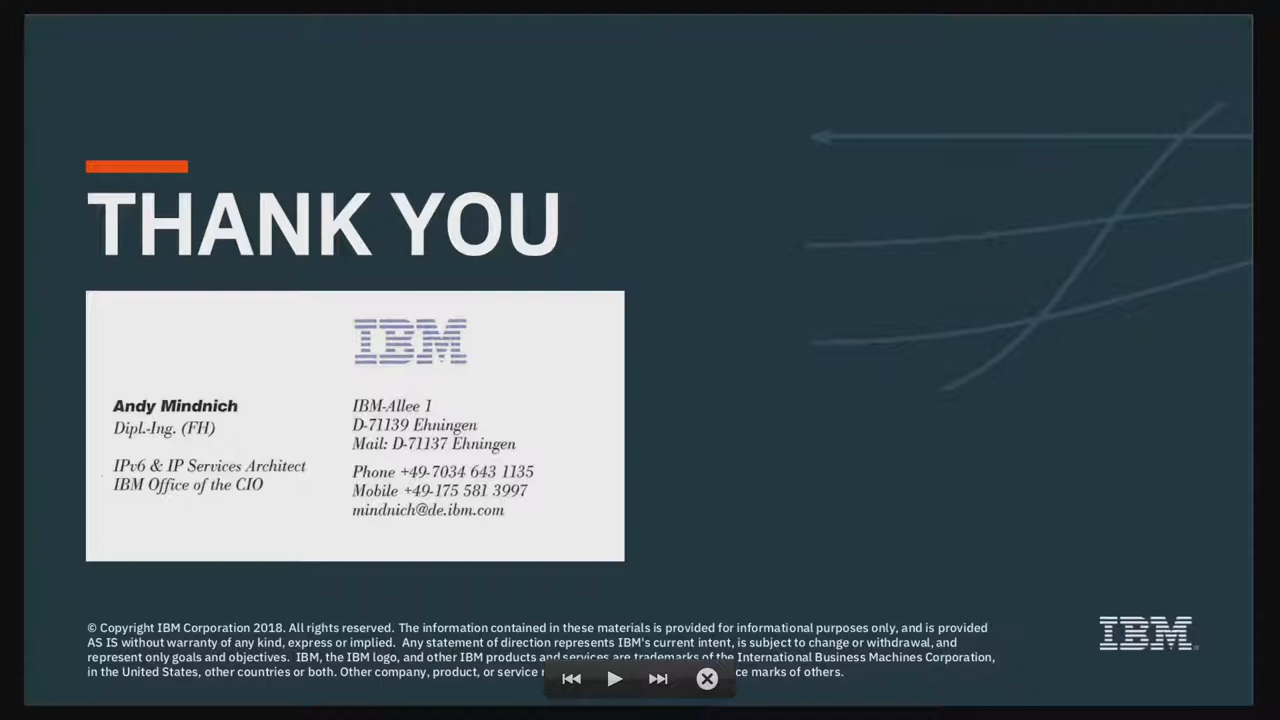 THANK YOU
IBM
Andy Mindnich
Dipl.-Ing. (FH)
IPv6 & IP Services Architect
IBM Office of the CIO
IBM-Allee 1
D-71139 Ehningen
Mail: D-71137 Ehningen
Phone +49-7034 643 1135
Mobile +49-175 581 3997
mindnich@de.ibm.com
© Copyright IBM Corporation 2018. All rights reserved. The information contained in these materials is provided for informational purposes only, and is provided
AS IS without warranty of any kind, express or implied. Any statement of direction represents IBM's current intent, is subject to change or withdrawal, and
represent only goals and objectives. IBM, the IBM logo, and other IBM products and services are trademarks of the International Business Machines Corporation,
in the United States, other countries or both. Other company, product, or service marks of others.
IBM